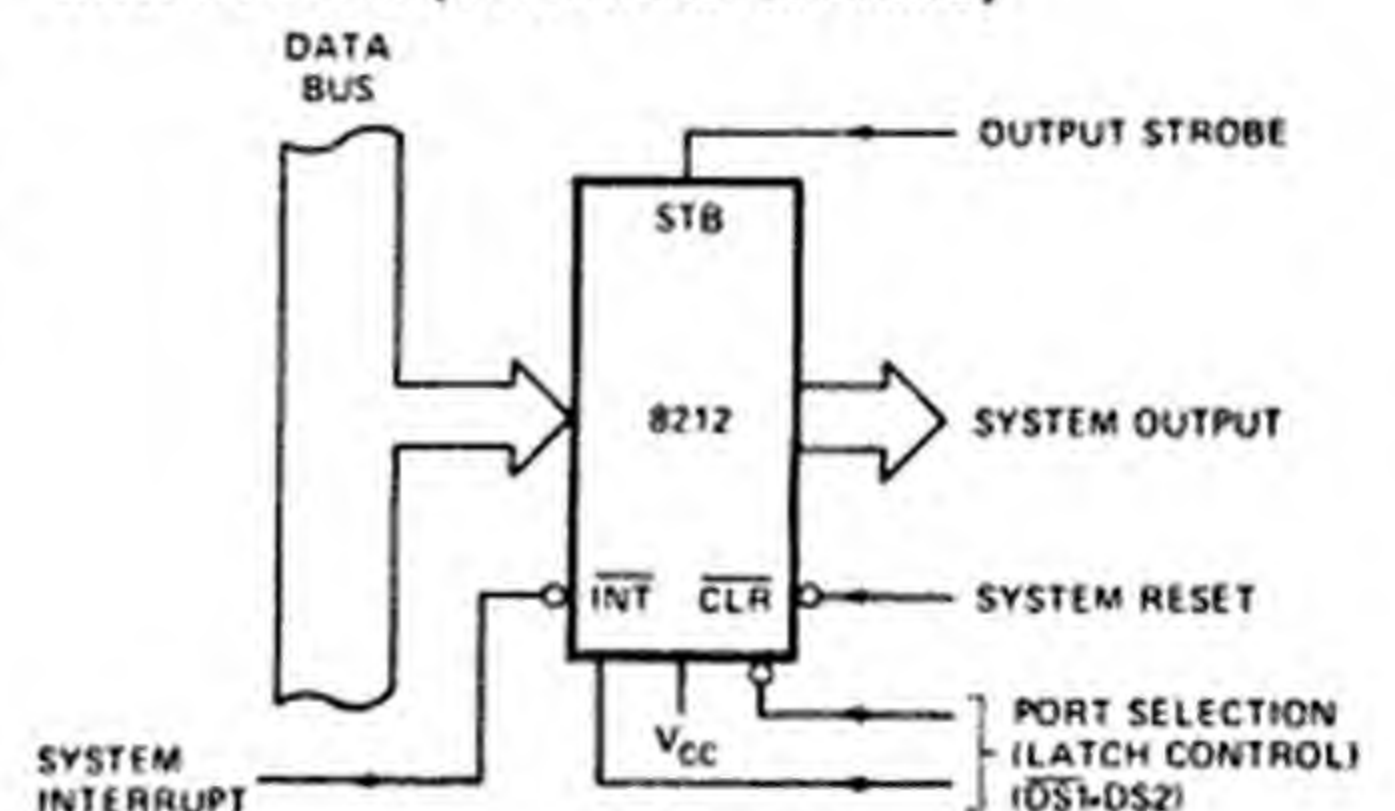 DATA
BUS
OUTPUT STROBE
STB
8212
SYSTEM OUTPUT
INT CLR
SYSTEM RESET
PORT SELECTION
VCC
(LATCH CONTROL)
SYSTEM
INTERRUPT
(DS1•DS2)